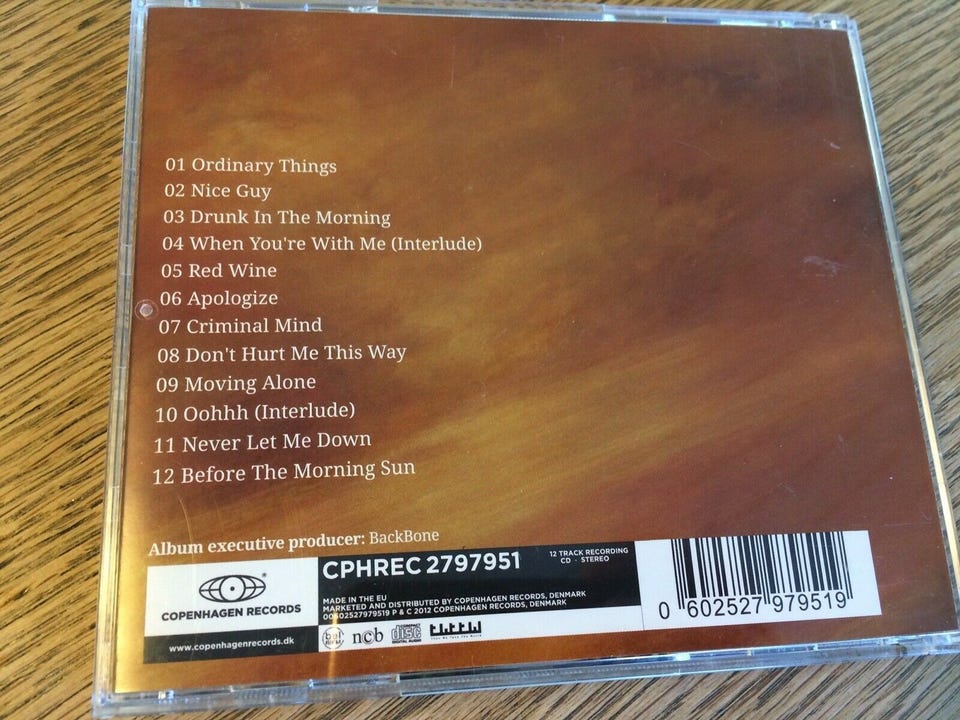 01 Ordinary Things
02 Nice Guy
03 Drunk In The Morning
04 When You're With Me (Interlude)
05 Red Wine
06 Apologize
07 Criminal Mind
08 Don't Hurt Me This Way
09 Moving Alone
10 Oohhh (Interlude)
11 Never Let Me Down
12 Before The Morning Sun
Album executive producer: BackBone
COPENHAGEN RECORDS
www.copenhagenrecords.dk
CPHREC 2797951
12 TRACK RECORDING
CD · STEREO
MADE IN THE EU
MARKETED AND DISTRIBUTED BY COPENHAGEN RECORDS, DENMARK
00602527979519 P & C 2012 COPENHAGEN RECORDS, DENMARK
ncb
COMPACT
disc
DIGITAL AUDIO
0 602527 979519